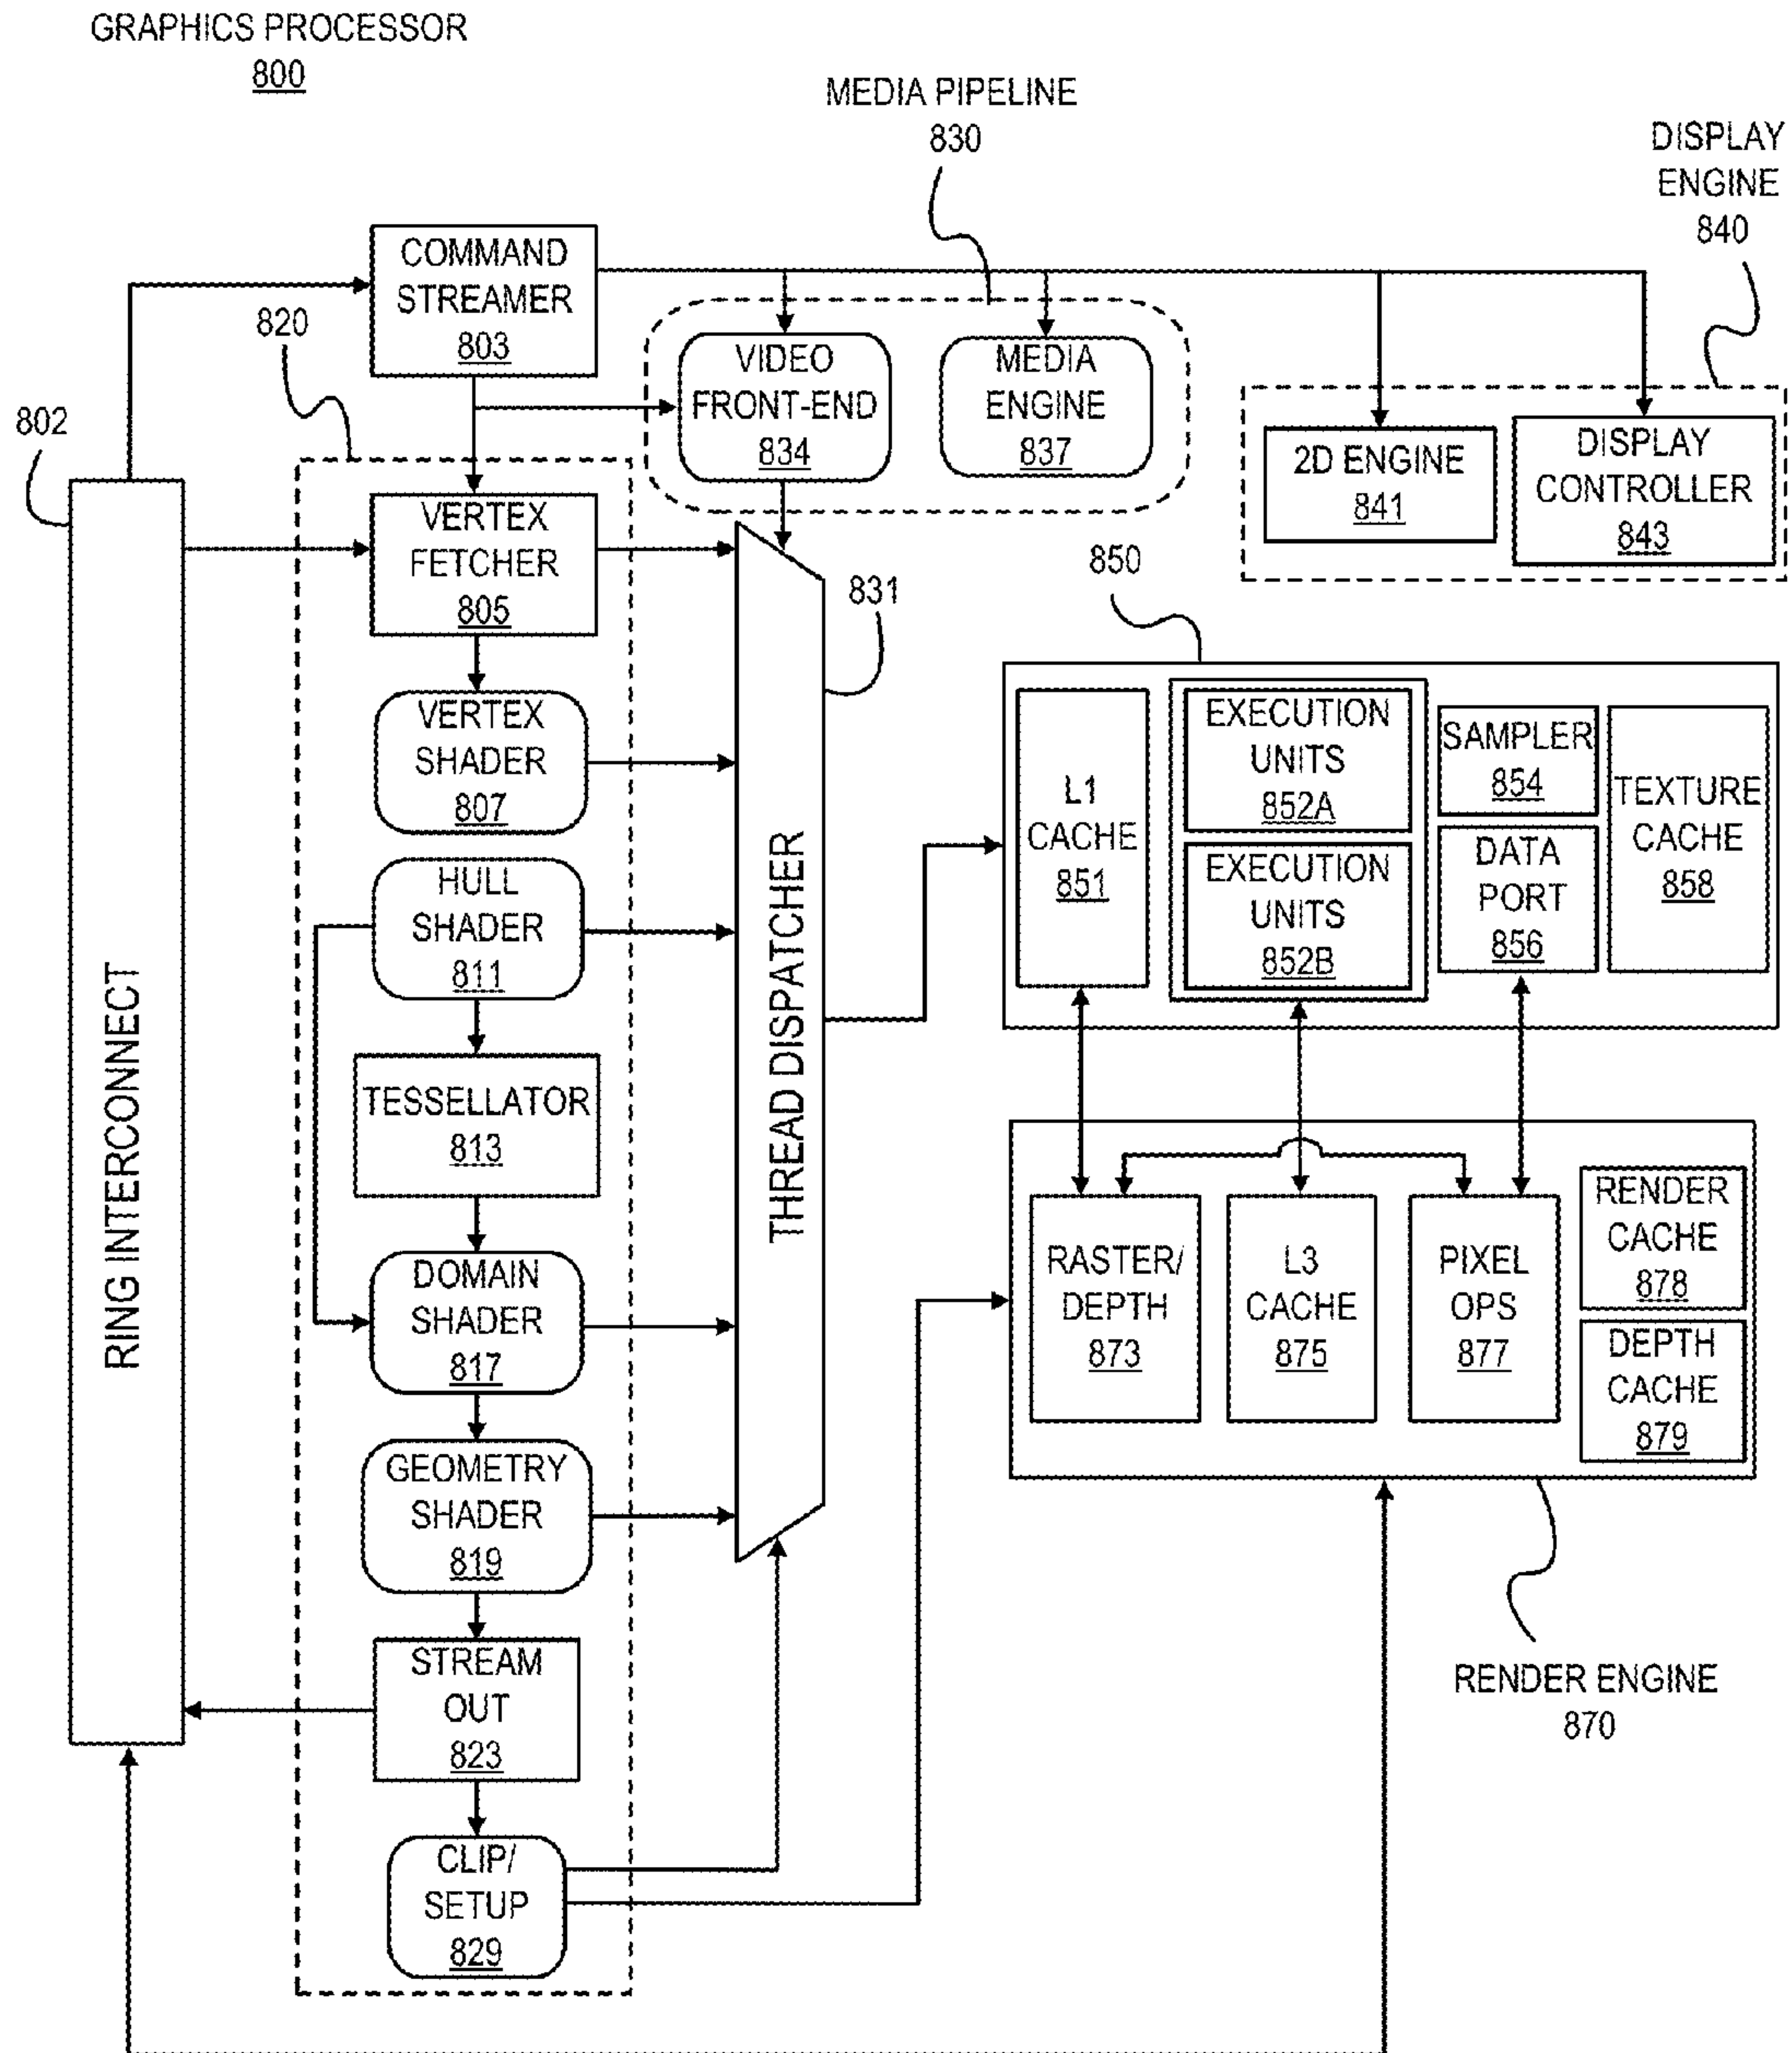 GRAPHICS PROCESSOR
800
MEDIA PIPELINE
830
DISPLAY
ENGINE
840
COMMAND
STREAMER
803
820
VIDEO
FRONT-END
834
MEDIA
ENGINE
837
802
2D ENGINE
841
DISPLAY
CONTROLLER
843
VERTEX
FETCHER
805
850
831
VERTEX
SHADER
807
L1
CACHE
851
EXECUTION
UNITS
852A
EXECUTION
UNITS
852B
SAMPLER
854
DATA
PORT
856
TEXTURE
CACHE
858
HULL
SHADER
811
RING INTERCONNECT
THREAD DISPATCHER
TESSELLATOR
813
DOMAIN
SHADER
817
RASTER/
DEPTH
873
L3
CACHE
875
PIXEL
OPS
877
RENDER
CACHE
878
DEPTH
CACHE
879
GEOMETRY
SHADER
819
STREAM
OUT
823
RENDER ENGINE
870
CLIP/
SETUP
829